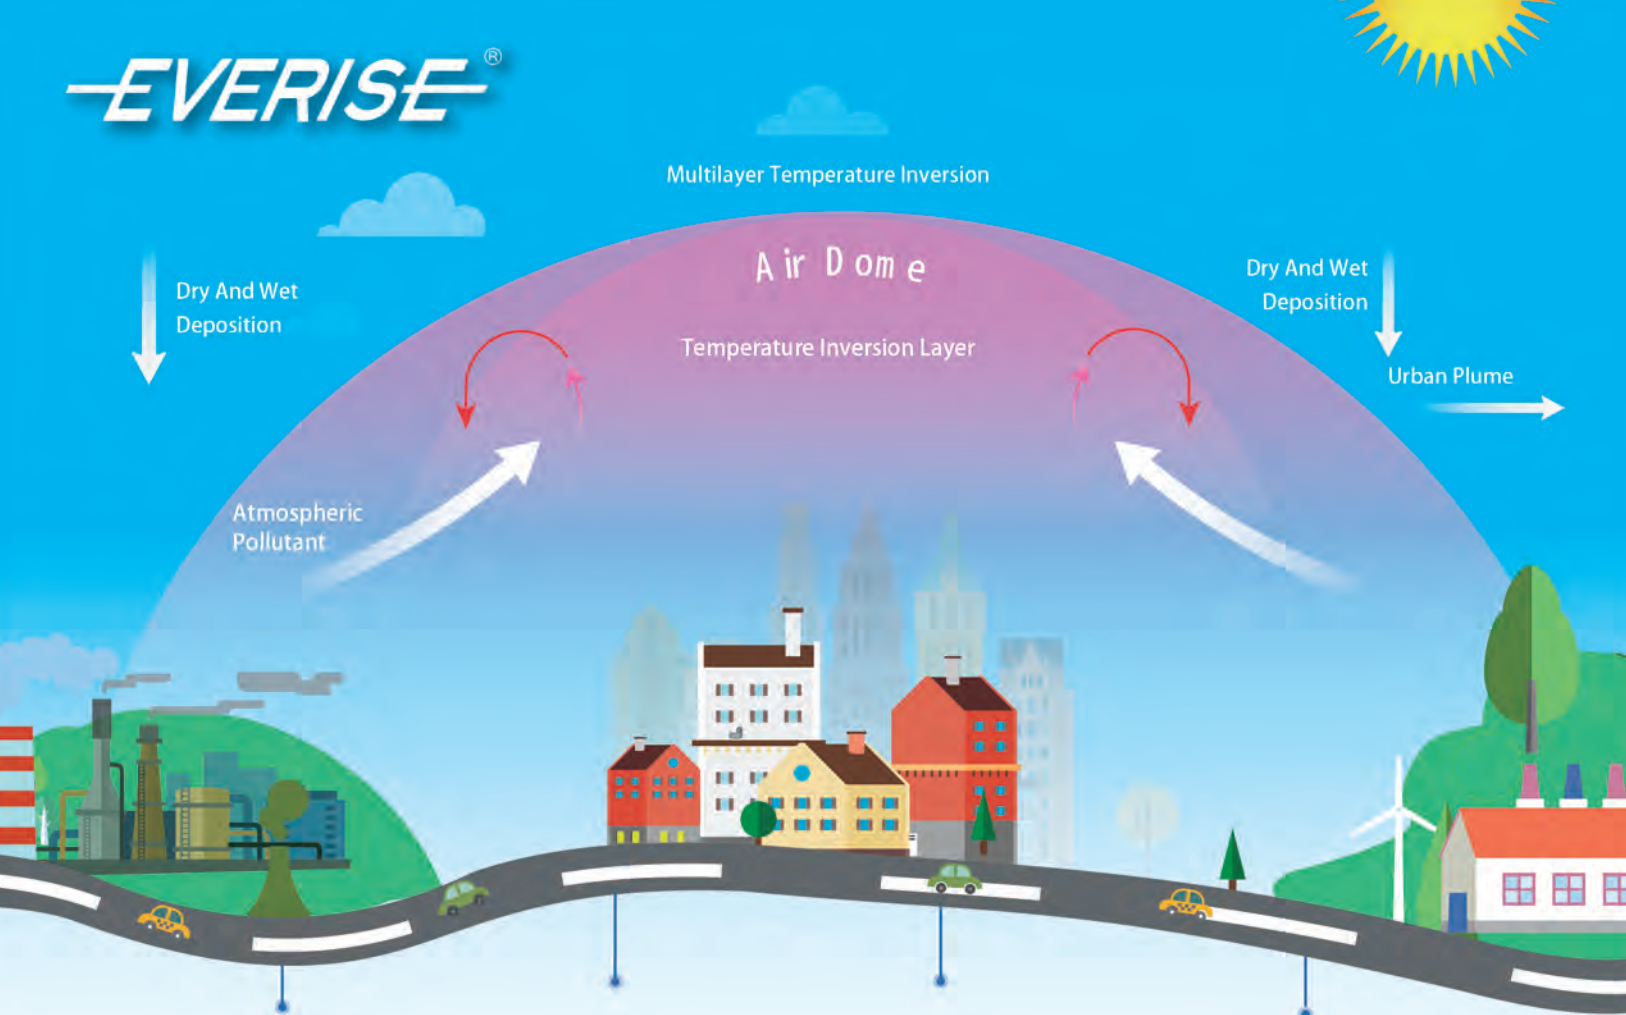 EVERISE®
Multilayer Temperature Inversion
Air Dome
Dry And Wet
Deposition
Dry And Wet
Deposition
Temperature Inversion Layer
Urban Plume
Atmospheric
Pollutant